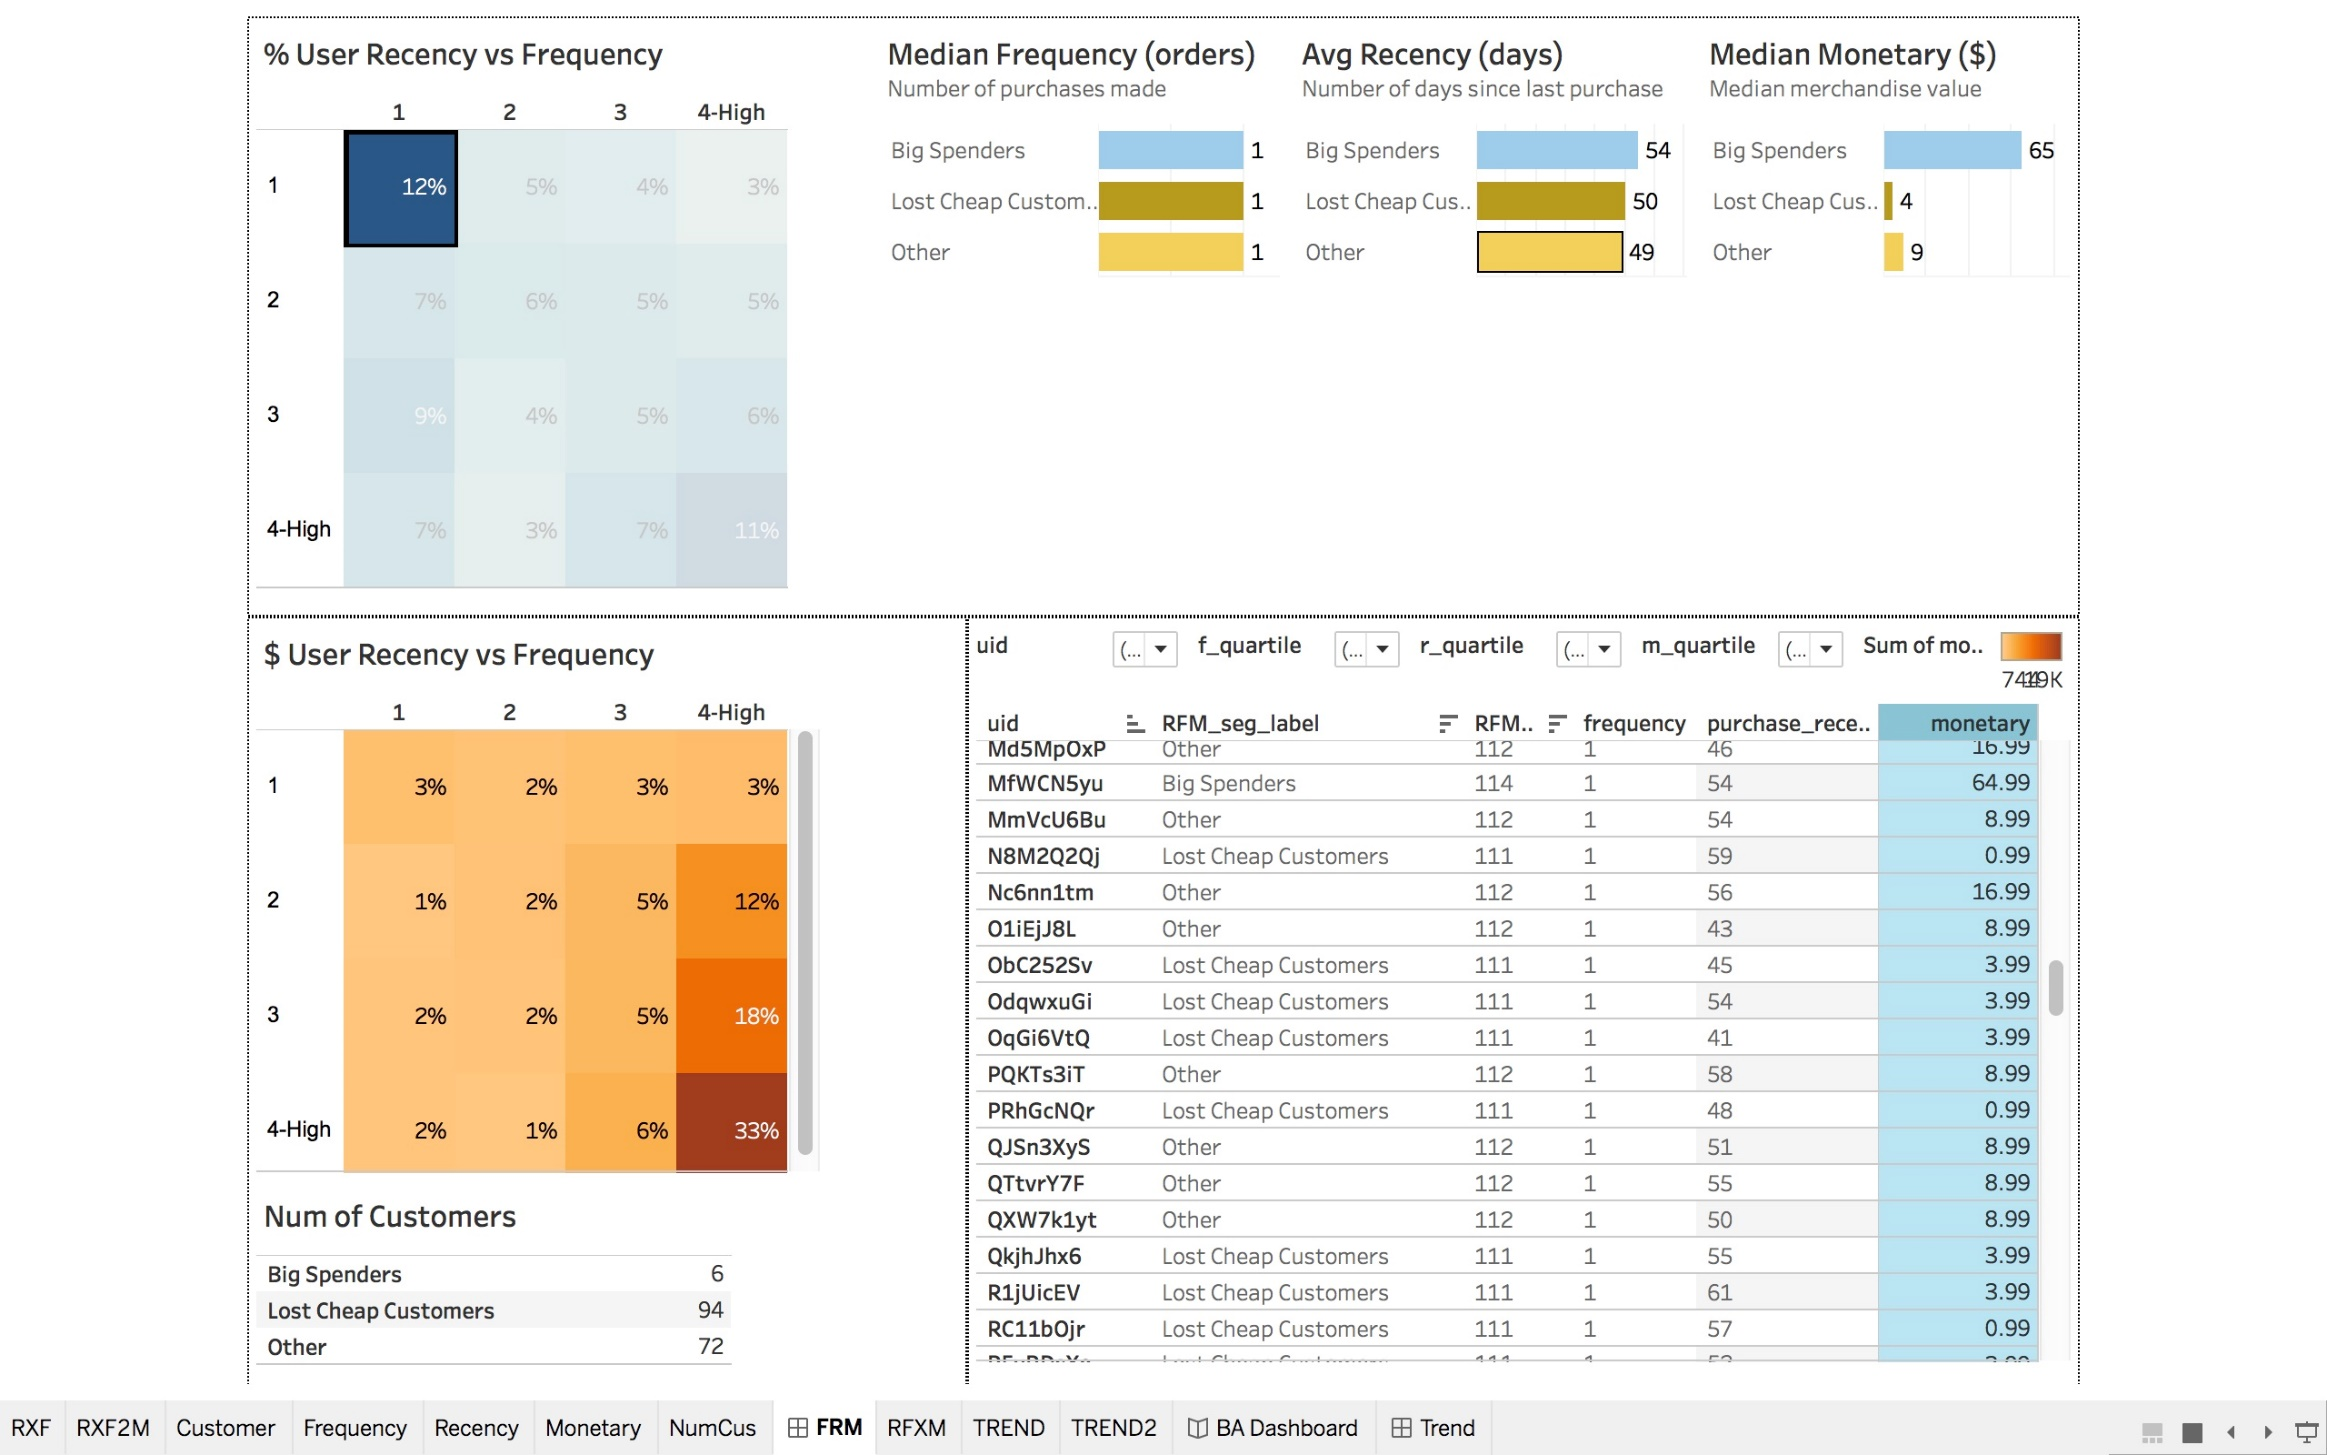 % User Recency vs Frequency
1 2 3 4-High
1 12% 5% 4% 3%
2 7% 6% 5% 5%
3 9% 4% 5% 6%
4-High 7% 3% 7% 11%
Median Frequency (orders)
Number of purchases made
Big Spenders 1
Lost Cheap Custom.. 1
Other 1
Avg Recency (days)
Number of days since last purchase
Big Spenders 54
Lost Cheap Cus.. 50
Other 49
Median Monetary ($)
Median merchandise value
Big Spenders 65
Lost Cheap Cus.. 4
Other 9
$ User Recency vs Frequency
1 2 3 4-High
1 3% 2% 3% 3%
2 1% 2% 5% 12%
3 2% 2% 5% 18%
4-High 2% 1% 6% 33%
Num of Customers
Big Spenders 6
Lost Cheap Customers 94
Other 72
uid (... f_quartile (... r_quartile (... m_quartile (... Sum of mo..
19K
uid RFM_seg_label RFM.. frequency purchase_rece.. monetary
Md5MpOxP Other 112 1 46 16.99
MfWCN5yu Big Spenders 114 1 54 64.99
MmVcU6Bu Other 112 1 54 8.99
N8M2Q2Qj Lost Cheap Customers 111 1 59 0.99
Nc6nn1tm Other 112 1 56 16.99
O1iEjJ8L Other 112 1 43 8.99
ObC252Sv Lost Cheap Customers 111 1 45 3.99
OdqwxuGi Lost Cheap Customers 111 1 54 3.99
OqGi6VtQ Lost Cheap Customers 111 1 41 3.99
PQKTs3iT Other 112 1 58 8.99
PRhGcNQr Lost Cheap Customers 111 1 48 0.99
QJSn3XyS Other 112 1 51 8.99
QTtvrY7F Other 112 1 55 8.99
QXW7k1yt Other 112 1 50 8.99
QkjhJhx6 Lost Cheap Customers 111 1 55 3.99
R1jUicEV Lost Cheap Customers 111 1 61 3.99
RC11bOjr Lost Cheap Customers 111 1 57 0.99
Lost Cheap Customers 111 1
RXF RXF2M Customer Frequency Recency Monetary NumCus FRM RFXM TREND TREND2 BA Dashboard Trend